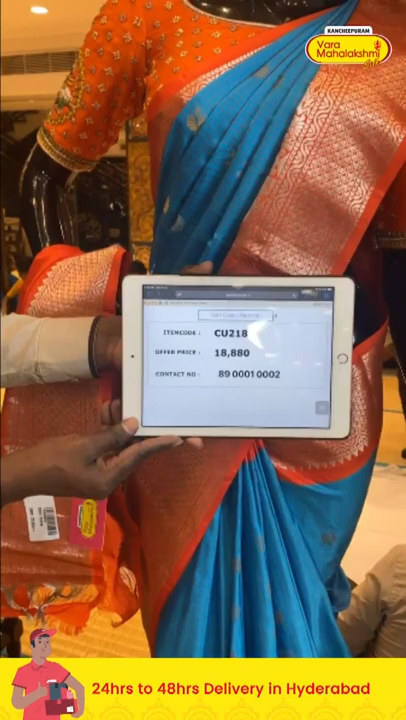 KANCHEEPURAM
Vara
Mahalakshmi
Silks
ITEMCODE : CU218
OFFER PRICE : 18,880
CONTACT NO : 89 0001 0002
24hrs to 48hrs Delivery in Hyderabad